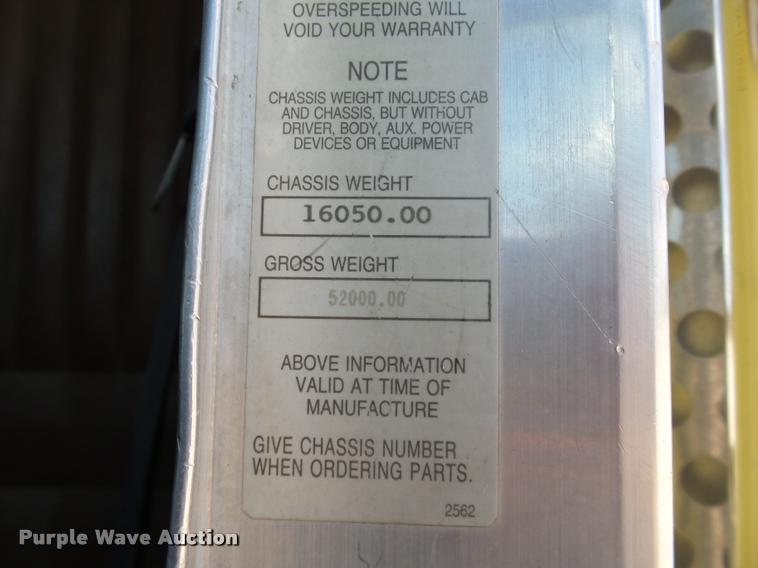 OVERSPEEDING WILL
VOID YOUR WARRANTY
NOTE
CHASSIS WEIGHT INCLUDES CAB
AND CHASSIS, BUT WITHOUT
DRIVER, BODY, AUX. POWER
DEVICES OR EQUIPMENT
CHASSIS WEIGHT
16050.00
GROSS WEIGHT
52000.00
ABOVE INFORMATION
VALID AT TIME OF
MANUFACTURE
GIVE CHASSIS NUMBER
WHEN ORDERING PARTS.
2562
Purple Wave Auction